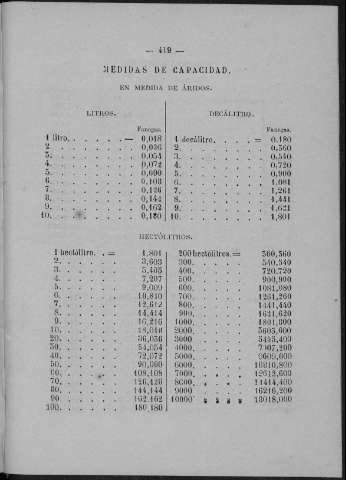 — 419 —
MEDIDAS DE CAPACIDAD.
EN MEDIDA DE ÁRIDOS.
LITROS.
Fanegas.
1 litro. . . . . = 0,018
2. . . . . . 0,036
3. . . . . . 0,054
4. . . . . . 0,072
5. . . . . . 0,090
6. . . . . . 0,108
7. . . . . . 0,126
8. . . . . . 0,144
9. . . . . . 0,162
10. . . . . . 0,180
DECÁLITRO.
Fanegas.
1 decálitro. . . . = 0,180
2. . . . . . 0,360
3. . . . . . 0,540
4. . . . . . 0,720
5. . . . . . 0,900
6. . . . . . 1,081
7. . . . . . 1,261
8. . . . . . 1,441
9. . . . . . 1,621
10. . . . . . 1,801
HECTÓLITROS.
1 hectólitro. . = 1,801
2. . . . . . 3,603
3. . . . . . 5,405
4. . . . . . 7,207
5. . . . . . 9,009
6. . . . . . 10,810
7. . . . . . 12,612
8. . . . . . 14,414
9. . . . . . 16,216
10. . . . . . 18,018
20. . . . . . 36,036
30. . . . . . 54,054
40. . . . . . 72,072
50. . . . . . 90,090
60. . . . . . 108,108
70. . . . . . 126,126
80. . . . . . 144,144
90. . . . . . 162,162
100. . . . . . 180,180
200 hectólitros. = 360,360
300. . . . . 540,540
400. . . . . 720,720
500. . . . . 900,900
600. . . . . 1081,080
700. . . . . 1261,260
800. . . . . 1441,440
900. . . . . 1621,620
1000. . . . . 1801,800
2000. . . . . 3603,600
3000. . . . . 5405,400
4000. . . . . 7207,200
5000. . . . . 9009,000
6000. . . . . 10810,800
7000. . . . . 12612,600
8000. . . . . 14414,400
9000. . . . . 16216,200
10000. . . . . 18018,000